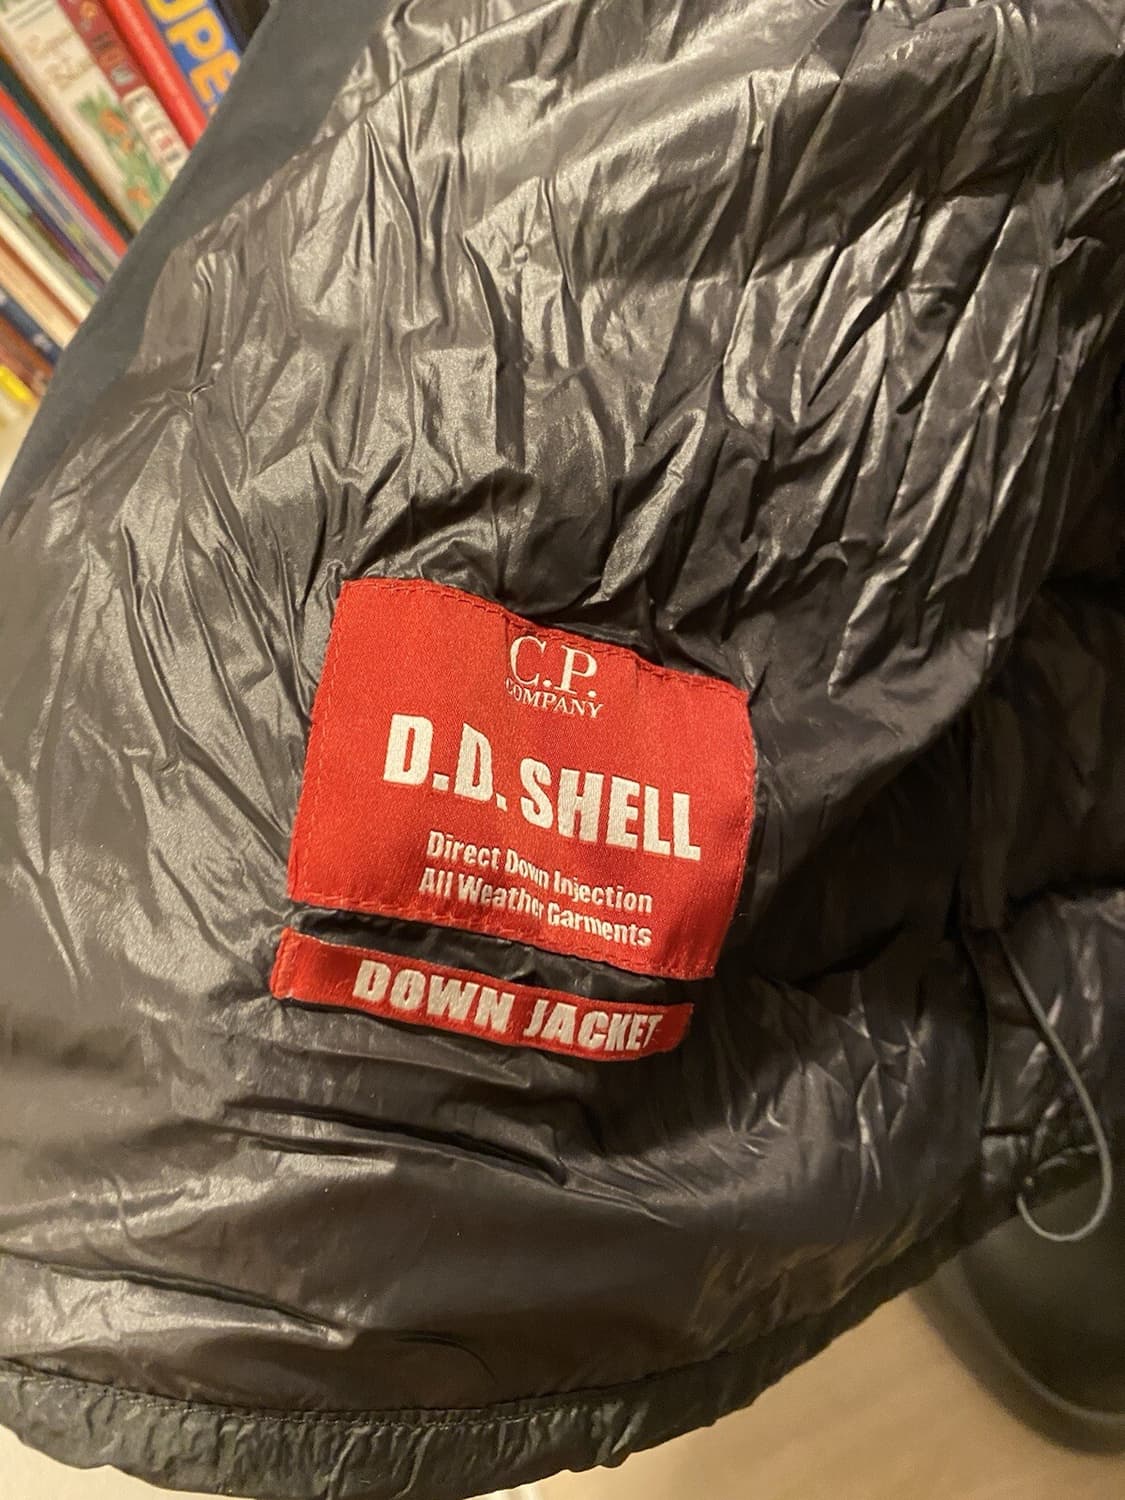 C.P.
COMPANY
D.D. SHELL
Direct Down Injection
All Weather Garments
DOWN JACKET